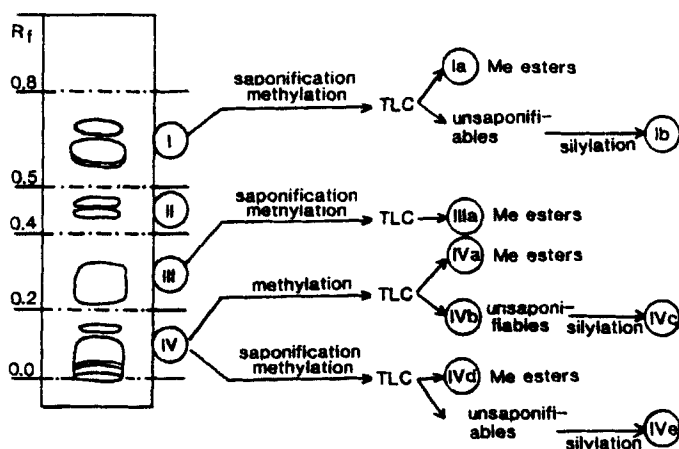 Rf
0.8
0.5
0.4
0.2
0.0
I
II
III
IV
saponification
methylation
TLC
Ia Me esters
unsaponifi-
ables
silylation
Ib
saponification
methylation
TLC
IIIa Me esters
methylation
TLC
IVa Me esters
IVb unsaponi-
fiables
silylation
IVc
saponification
methylation
TLC
IVd Me esters
unsaponifi-
ables
silylation
IVe